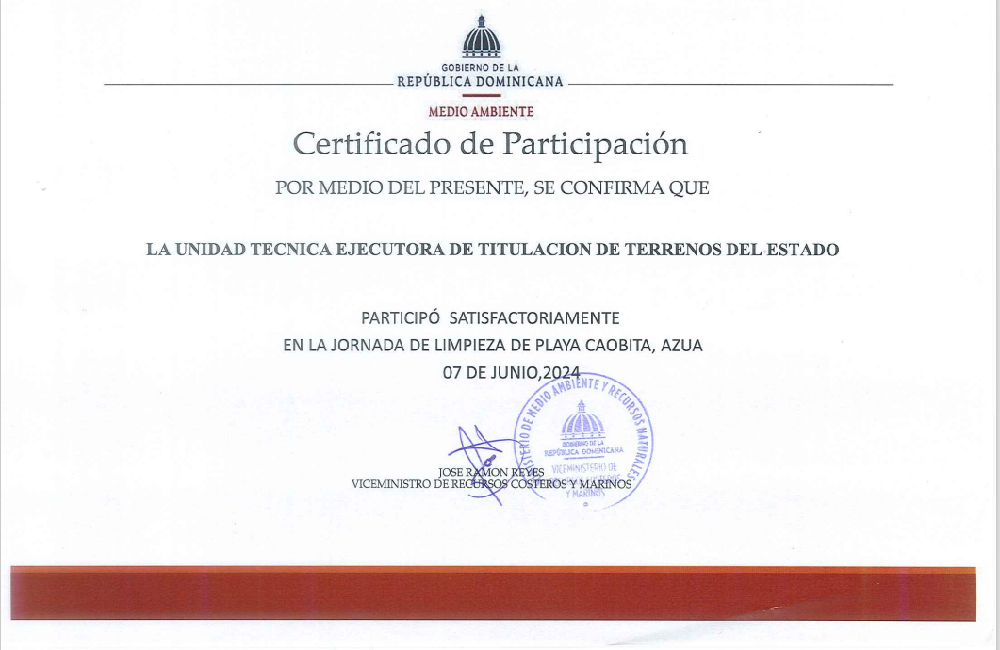 GOBIERNO DE LA
REPÚBLICA DOMINICANA
MEDIO AMBIENTE
Certificado de Participación
POR MEDIO DEL PRESENTE, SE CONFIRMA QUE
LA UNIDAD TECNICA EJECUTORA DE TITULACION DE TERRENOS DEL ESTADO
PARTICIPÓ SATISFACTORIAMENTE
EN LA JORNADA DE LIMPIEZA DE PLAYA CAOBITA, AZUA
07 DE JUNIO,2024
MINISTERIO DE MEDIO AMBIENTE Y RECURSOS NATURALES
GOBIERNO DE LA
REPÚBLICA DOMINICANA
VICEMINISTERIO DE
COSTEROS
Y MARINOS
JOSE RAMON REYES
VICEMINISTRO DE RECURSOS COSTEROS Y MARINOS